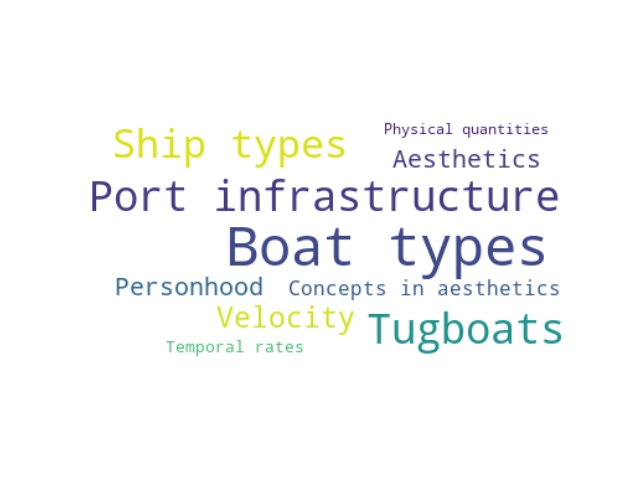 Physical quantities
Ship types
Aesthetics
Port infrastructure
Boat types
Personhood
Concepts in aesthetics
Velocity
Tugboats
Temporal rates